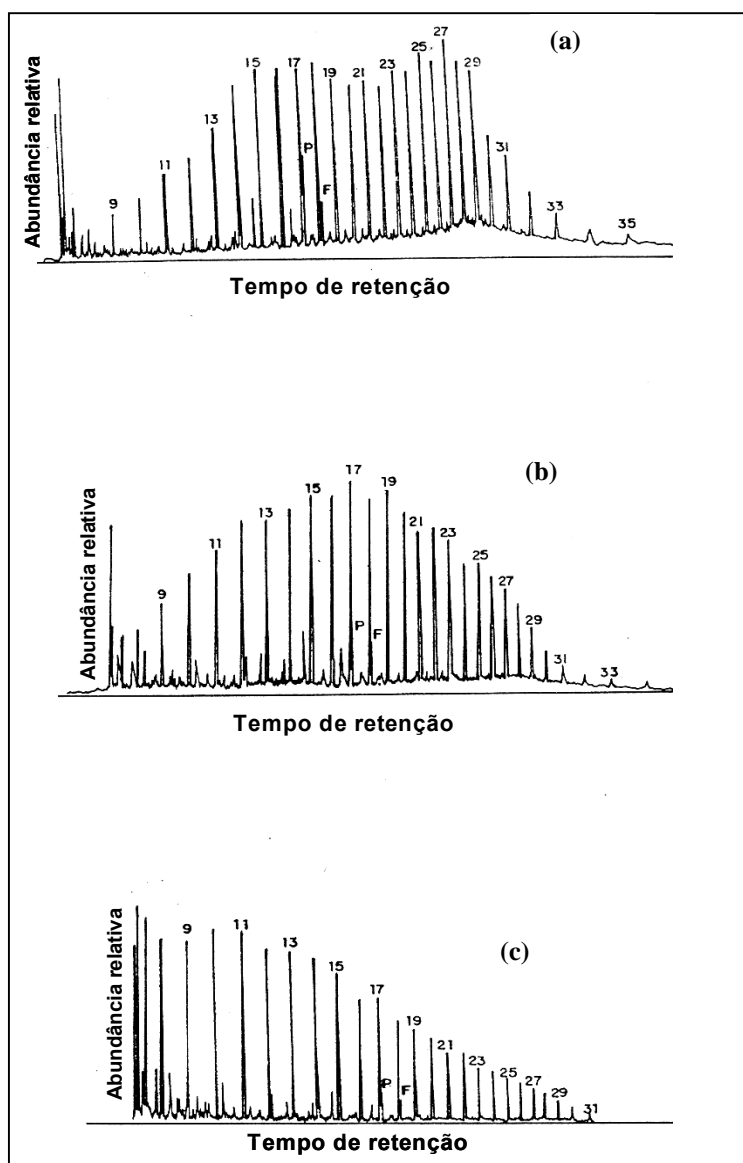 (a)
Abundância relativa
9
11
13
15
17
P
F
19
21
23
25
27
29
31
33
35
Tempo de retenção
(b)
Abundância relativa
9
11
13
15
17
P
F
19
21
23
25
27
29
31
33
Tempo de retenção
(c)
Abundância relativa
9
11
13
15
17
P
F
19
21
23
25
27
29
31
Tempo de retenção